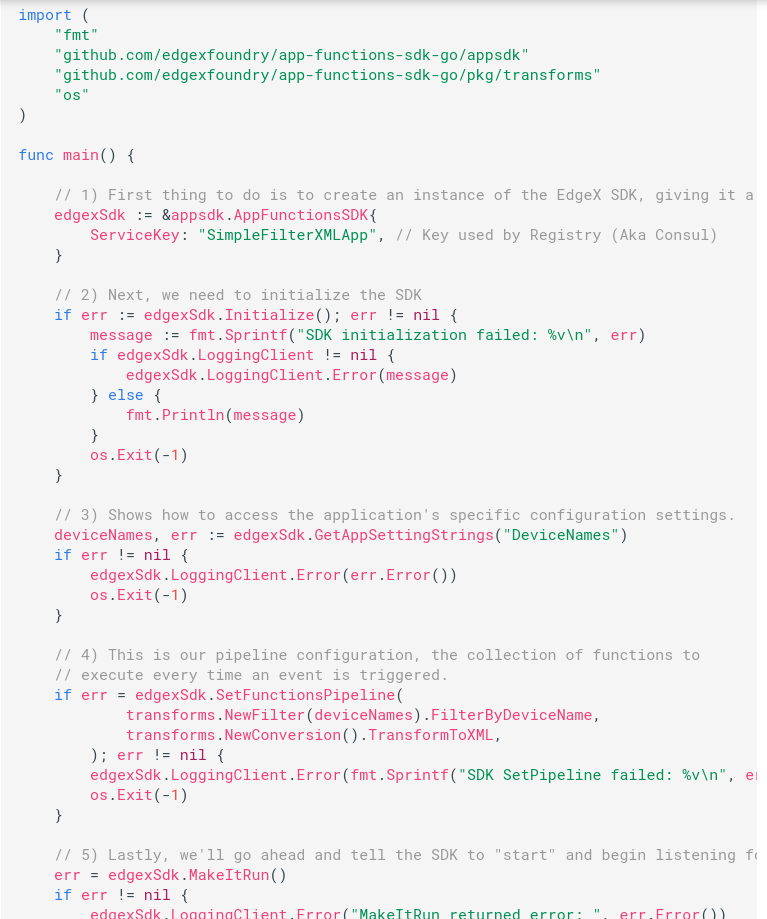 import (
    "fmt"
    "github.com/edgexfoundry/app-functions-sdk-go/appsdk"
    "github.com/edgexfoundry/app-functions-sdk-go/pkg/transforms"
    "os"
)

func main() {

    // 1) First thing to do is to create an instance of the EdgeX SDK, giving it a
    edgexSdk := &appsdk.AppFunctionsSDK{
        ServiceKey: "SimpleFilterXMLApp", // Key used by Registry (Aka Consul)
    }

    // 2) Next, we need to initialize the SDK
    if err := edgexSdk.Initialize(); err != nil {
        message := fmt.Sprintf("SDK initialization failed: %v\n", err)
        if edgexSdk.LoggingClient != nil {
            edgexSdk.LoggingClient.Error(message)
        } else {
            fmt.Println(message)
        }
        os.Exit(-1)
    }

    // 3) Shows how to access the application's specific configuration settings.
    deviceNames, err := edgexSdk.GetAppSettingStrings("DeviceNames")
    if err != nil {
        edgexSdk.LoggingClient.Error(err.Error())
        os.Exit(-1)
    }

    // 4) This is our pipeline configuration, the collection of functions to
    // execute every time an event is triggered.
    if err = edgexSdk.SetFunctionsPipeline(
            transforms.NewFilter(deviceNames).FilterByDeviceName,
            transforms.NewConversion().TransformToXML,
        ); err != nil {
        edgexSdk.LoggingClient.Error(fmt.Sprintf("SDK SetPipeline failed: %v\n",
        os.Exit(-1)
    }

    // 5) Lastly, we'll go ahead and tell the SDK to "start" and begin listening
    err = edgexSdk.MakeItRun()
    if err != nil {
        edgexSdk.LoggingClient.Error("MakeItRun returned error: ", err.Error())